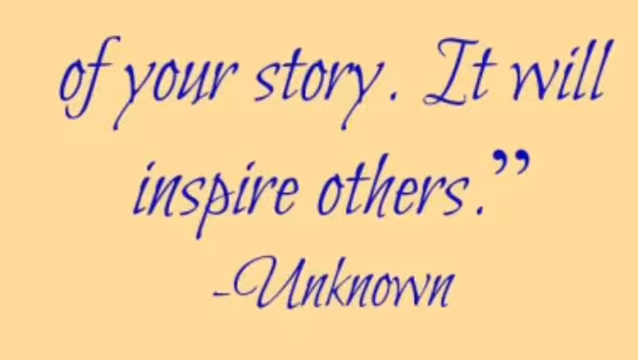 of your story. It will
inspire others.”
-Unknown